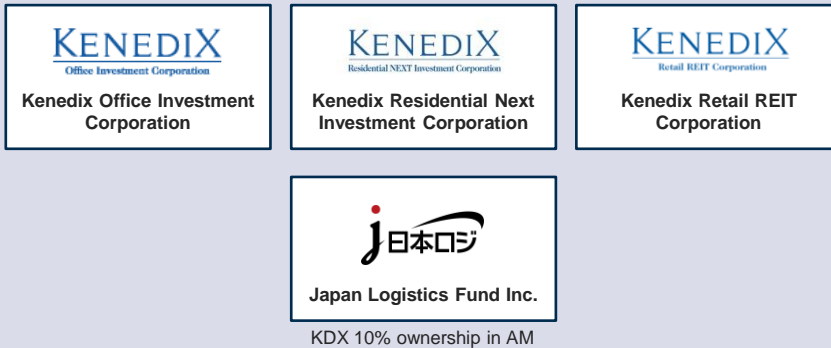 KENEDIX
Office Investment Corporation
Kenedix Office Investment
Corporation
KENEDIX
Residential NEXT Investment Corporation
Kenedix Residential Next
Investment Corporation
KENEDIX
Retail REIT Corporation
Kenedix Retail REIT
Corporation
j 日本ロジ
Japan Logistics Fund Inc.
KDX 10% ownership in AM